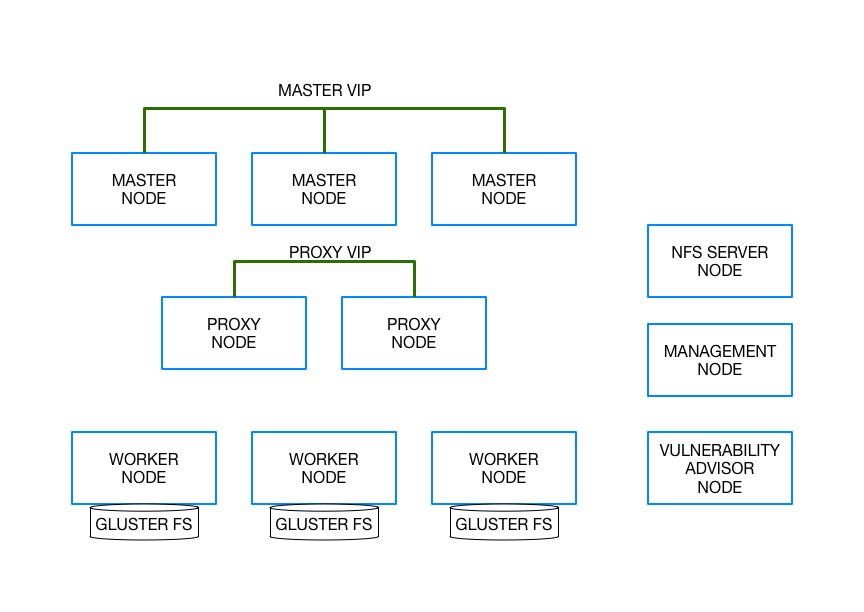 MASTER VIP
MASTER
NODE
MASTER
NODE
MASTER
NODE
PROXY VIP
PROXY
NODE
PROXY
NODE
NFS SERVER
NODE
MANAGEMENT
NODE
WORKER
NODE
GLUSTER FS
WORKER
NODE
GLUSTER FS
WORKER
NODE
GLUSTER FS
VULNERABILITY
ADVISOR
NODE